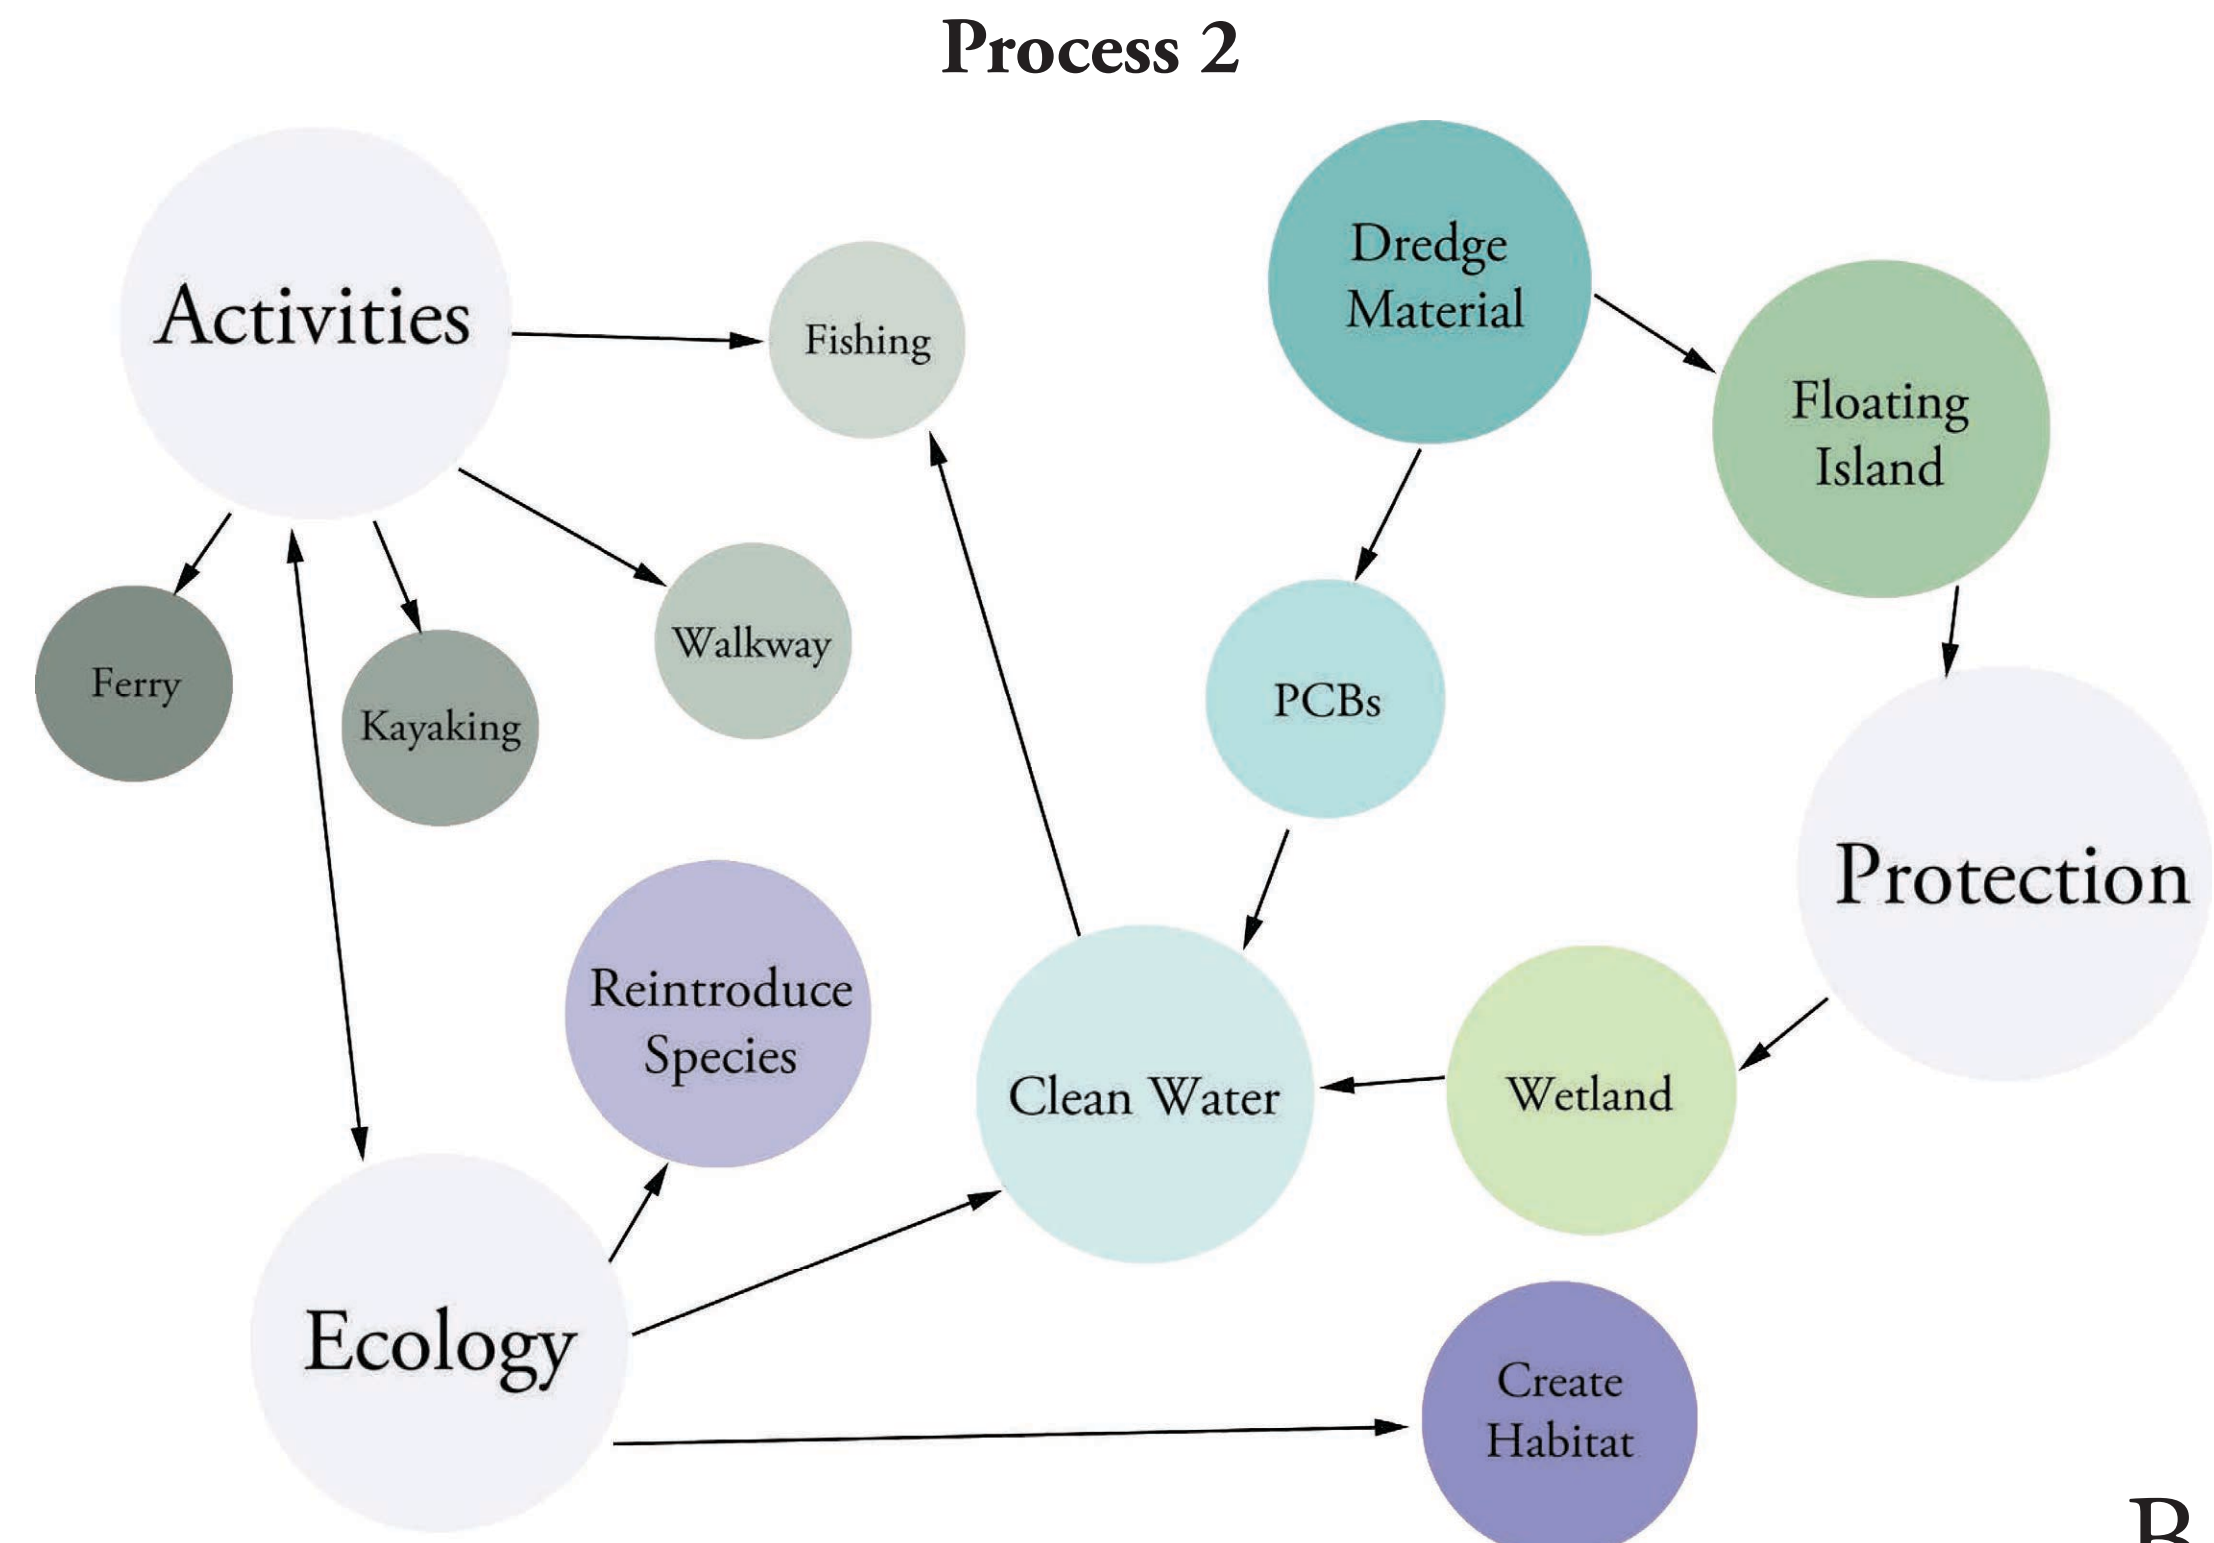 Process 2
Activities
Fishing
Dredge
Material
Floating
Island
Ferry
Kayaking
Walkway
PCBs
Protection
Reintroduce
Species
Clean Water
Wetland
Ecology
Create
Habitat